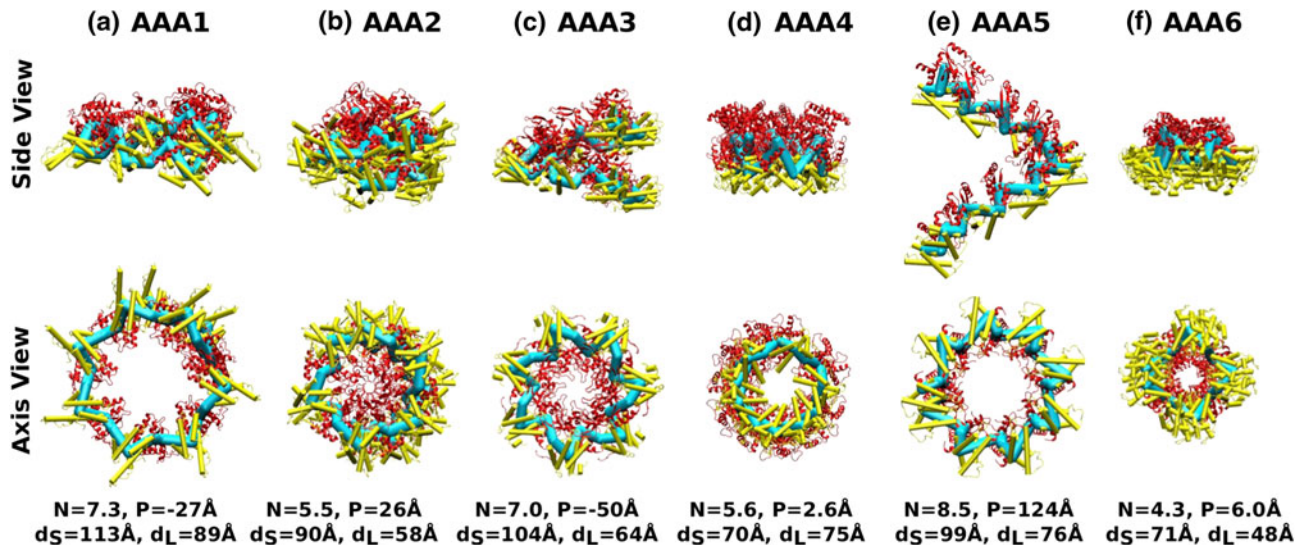 (a) AAA1 (b) AAA2 (c) AAA3 (d) AAA4 (e) AAA5 (f) AAA6
Side View
Axis View
N=7.3, P=-27Å N=5.5, P=26Å N=7.0, P=-50Å N=5.6, P=2.6Å N=8.5, P=124Å N=4.3, P=6.0Å
dS=113Å, dL=89Å dS=90Å, dL=58Å dS=104Å, dL=64Å dS=70Å, dL=75Å dS=99Å, dL=76Å dS=71Å, dL=48Å